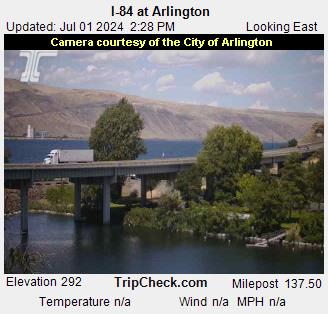 I-84 at Arlington
Updated: Jul 01 2024 2:28 PM Looking East
Camera courtesy of the City of Arlington
Elevation 292 TripCheck.com Milepost 137.50
Temperature n/a Wind n/a MPH n/a